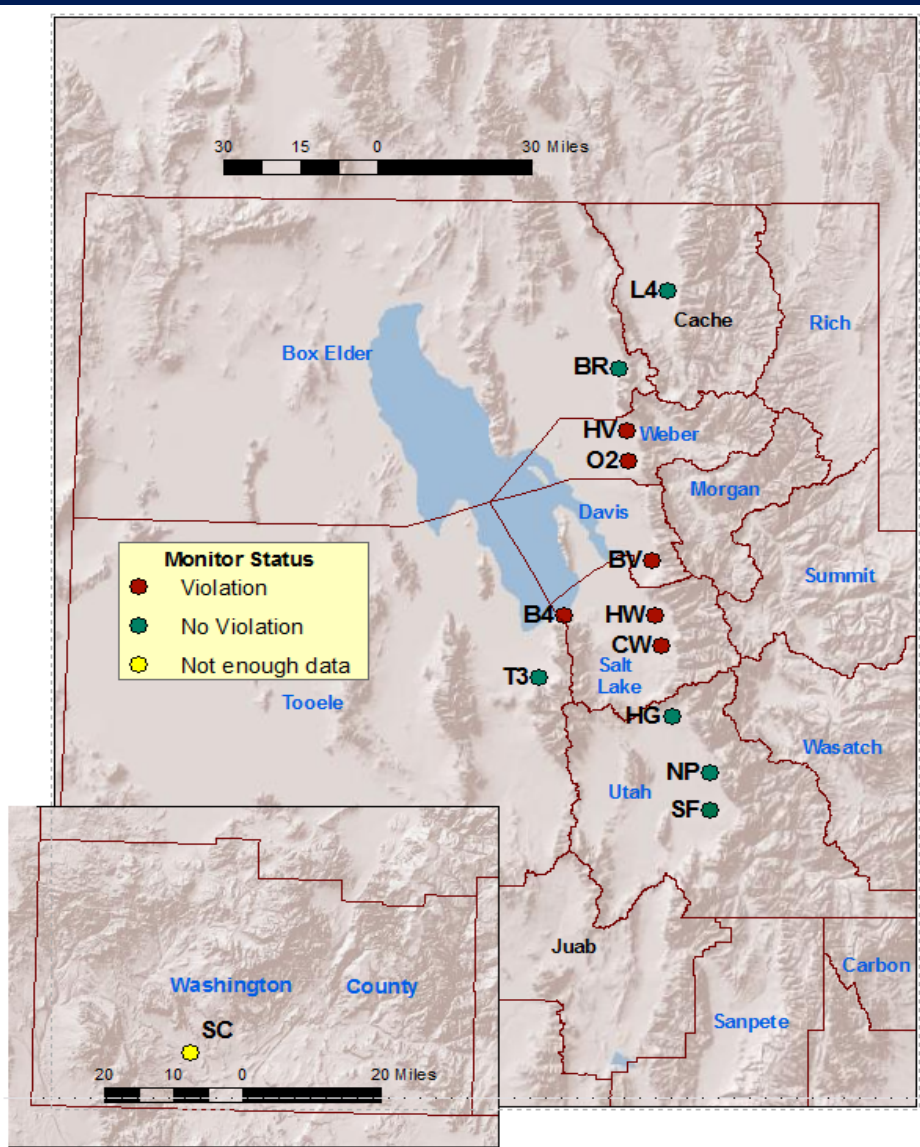 30 15 0 30 Miles
L4
Cache
Rich
Box Elder
BR
HV
Weber
O2
Morgan
Davis
Monitor Status
Violation
No Violation
Not enough data
BV
Summit
B4
HW
CW
Salt
Lake
T3
Tooele
HG
Wasatch
NP
Utah
SF
Juab
Carbon
Sanpete
Washington County
SC
20 10 0 20 Miles